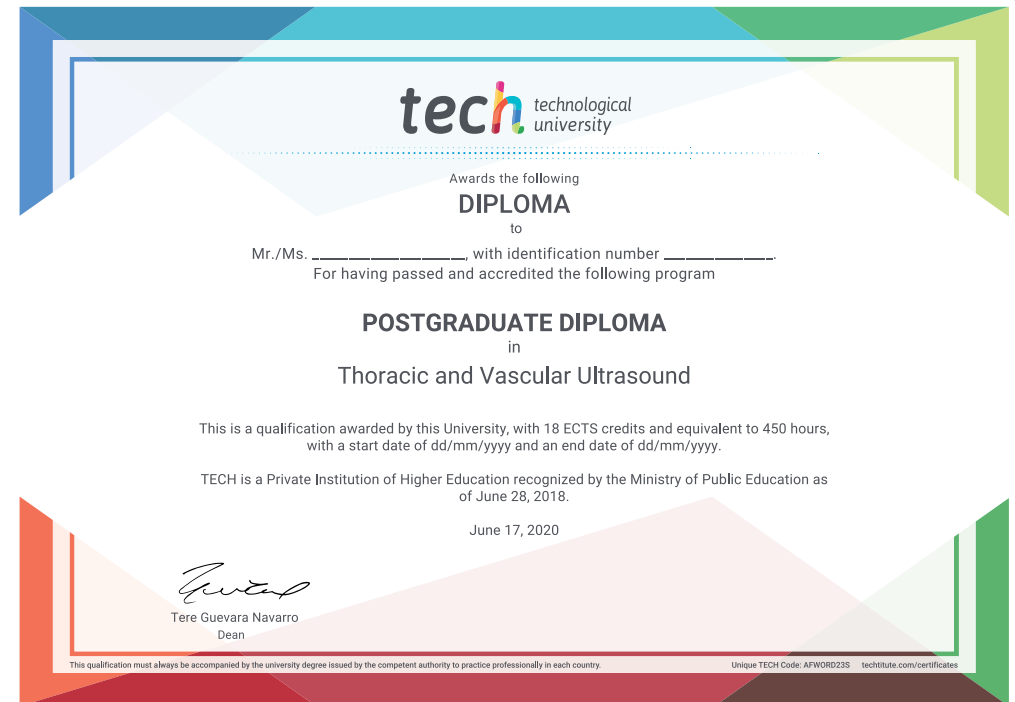 tech technological
university
Awards the following
DIPLOMA
to
Mr./Ms. __________________, with identification number _____________.
For having passed and accredited the following program
POSTGRADUATE DIPLOMA
in
Thoracic and Vascular Ultrasound
This is a qualification awarded by this University, with 18 ECTS credits and equivalent to 450 hours,
with a start date of dd/mm/yyyy and an end date of dd/mm/yyyy.
TECH is a Private Institution of Higher Education recognized by the Ministry of Public Education as
of June 28, 2018.
June 17, 2020
Tere Guevara Navarro
Dean
This qualification must always be accompanied by the university degree issued by the competent authority to practice professionally in each country. Unique TECH Code: AFWORD23S techtitute.com/certificates